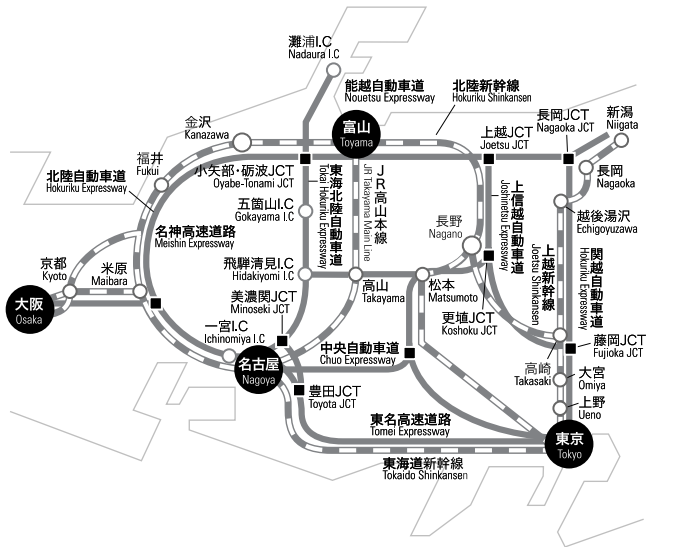 灘浦I.C
Nadaura I.C
能越自動車道
Nouetsu Expressway
北陸新幹線
Hokuriku Shinkansen
金沢
Kanazawa
富山
Toyama
上越JCT
Joetsu JCT
長岡JCT
Nagaoka JCT
新潟
Niigata
福井
Fukui
小矢部・砺波JCT
Oyabe-Tonami JCT
長岡
Nagaoka
北陸自動車道
Hokuriku Expressway
五箇山I.C
Gokayama I.C
東海北陸自動車道
Tokai Hokuriku Expressway
JR高山本線
JR Takayama Main Line
上信越自動車道
Joshinetsu Expressway
越後湯沢
Echigoyuzawa
名神高速道路
Meishin Expressway
長野
Nagano
上越新幹線
Joetsu Shinkansen
関越自動車道
Hokuriku Expressway
京都
Kyoto
米原
Maibara
飛騨清見I.C
Hidakiyomi I.C
高山
Takayama
松本
Matsumoto
大阪
Osaka
美濃関JCT
Minoseki JCT
更埴JCT
Koshoku JCT
一宮I.C
Ichinomiya I.C
中央自動車道
Chuo Expressway
藤岡JCT
Fujioka JCT
名古屋
Nagoya
高崎
Takasaki
大宮
Omiya
豊田JCT
Toyota JCT
上野
Ueno
東名高速道路
Tomei Expressway
東京
Tokyo
東海道新幹線
Tokaido Shinkansen